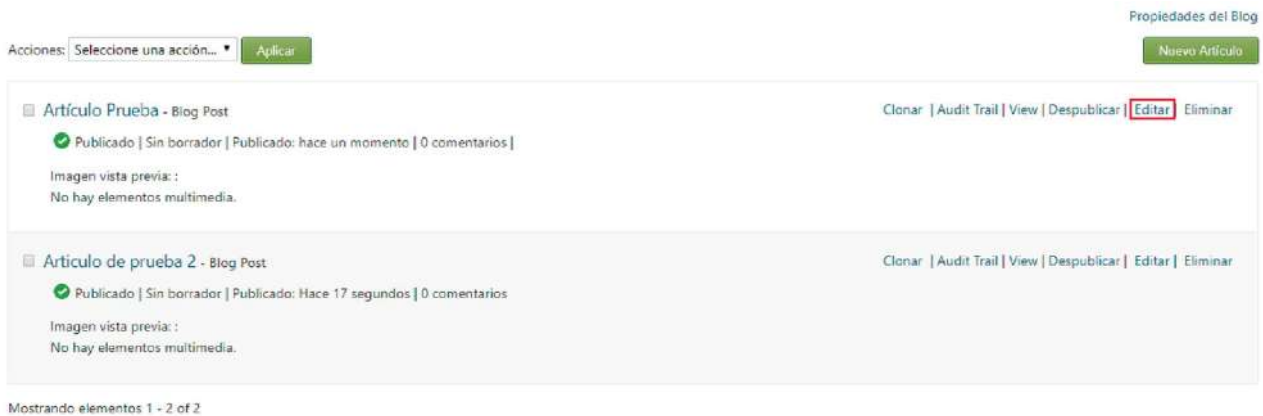 Propiedades del Blog
Acciones: Seleccione una acción... Aplicar Nuevo Artículo
Artículo Prueba - Blog Post Clonar | Audit Trail | View | Despublicar | Editar | Eliminar
Publicado | Sin borrador | Publicado: hace un momento | 0 comentarios |
Imagen vista previa: :
No hay elementos multimedia.
Articulo de prueba 2 - Blog Post Clonar | Audit Trail | View | Despublicar | Editar | Eliminar
Publicado | Sin borrador | Publicado: Hace 17 segundos | 0 comentarios
Imagen vista previa: :
No hay elementos multimedia.
Mostrando elementos 1 - 2 of 2